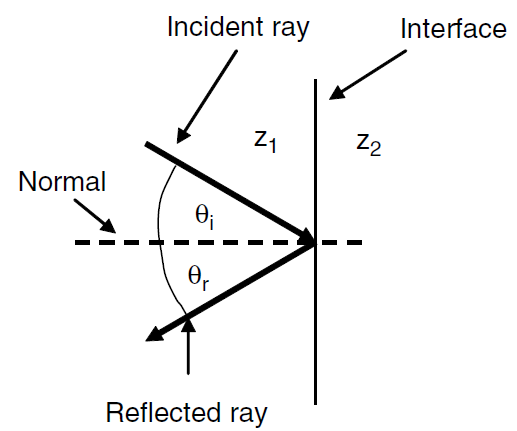 Incident ray
Interface
z1
z2
Normal
θi
θr
Reflected ray